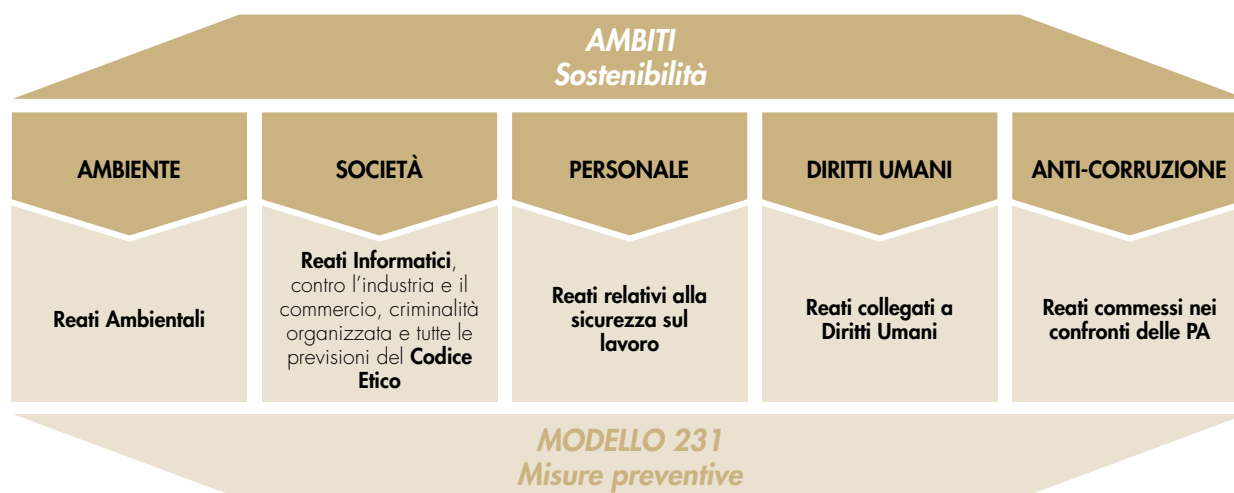 AMBITI
Sostenibilità
AMBIENTE
SOCIETÀ
PERSONALE
DIRITTI UMANI
ANTI-CORRUZIONE
Reati Ambientali
Reati Informatici,
contro l'industria e il
commercio, criminalità
organizzata e tutte le
previsioni del Codice
Etico
Reati relativi alla
sicurezza sul
lavoro
Reati collegati a
Diritti Umani
Reati commessi nei
confronti delle PA
MODELLO 231
Misure preventive